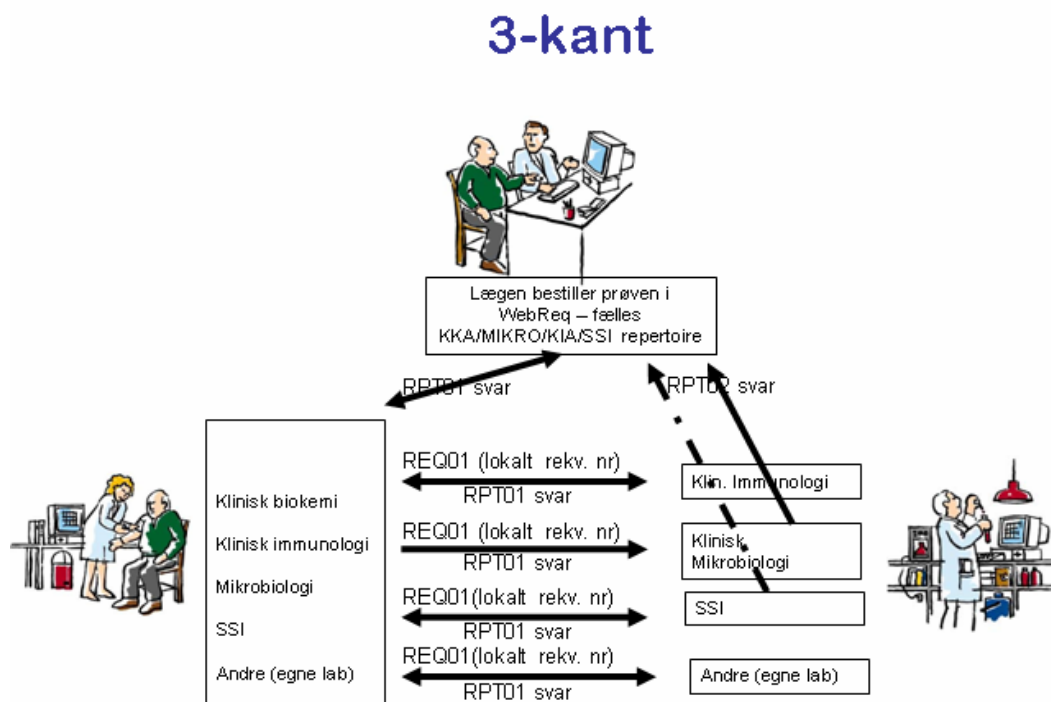 3-kant
Lægen bestiller prøven i
WebReq – fælles
KKA/MIKRO/KIA/SSI repertoire
RPT01 svar
RPT02 svar
REQ01 (lokalt rekv. nr)
RPT01 svar
Klin. Immunologi
Klinisk biokemi
REQ01 (lokalt rekv. nr)
RPT01 svar
Klinisk
Mikrobiologi
Klinisk immunologi
Mikrobiologi
REQ01(lokalt rekv. nr)
RPT01 svar
SSI
SSI
REQ01(lokalt rekv. nr)
RPT01 svar
Andre (egne lab)
Andre (egne lab)